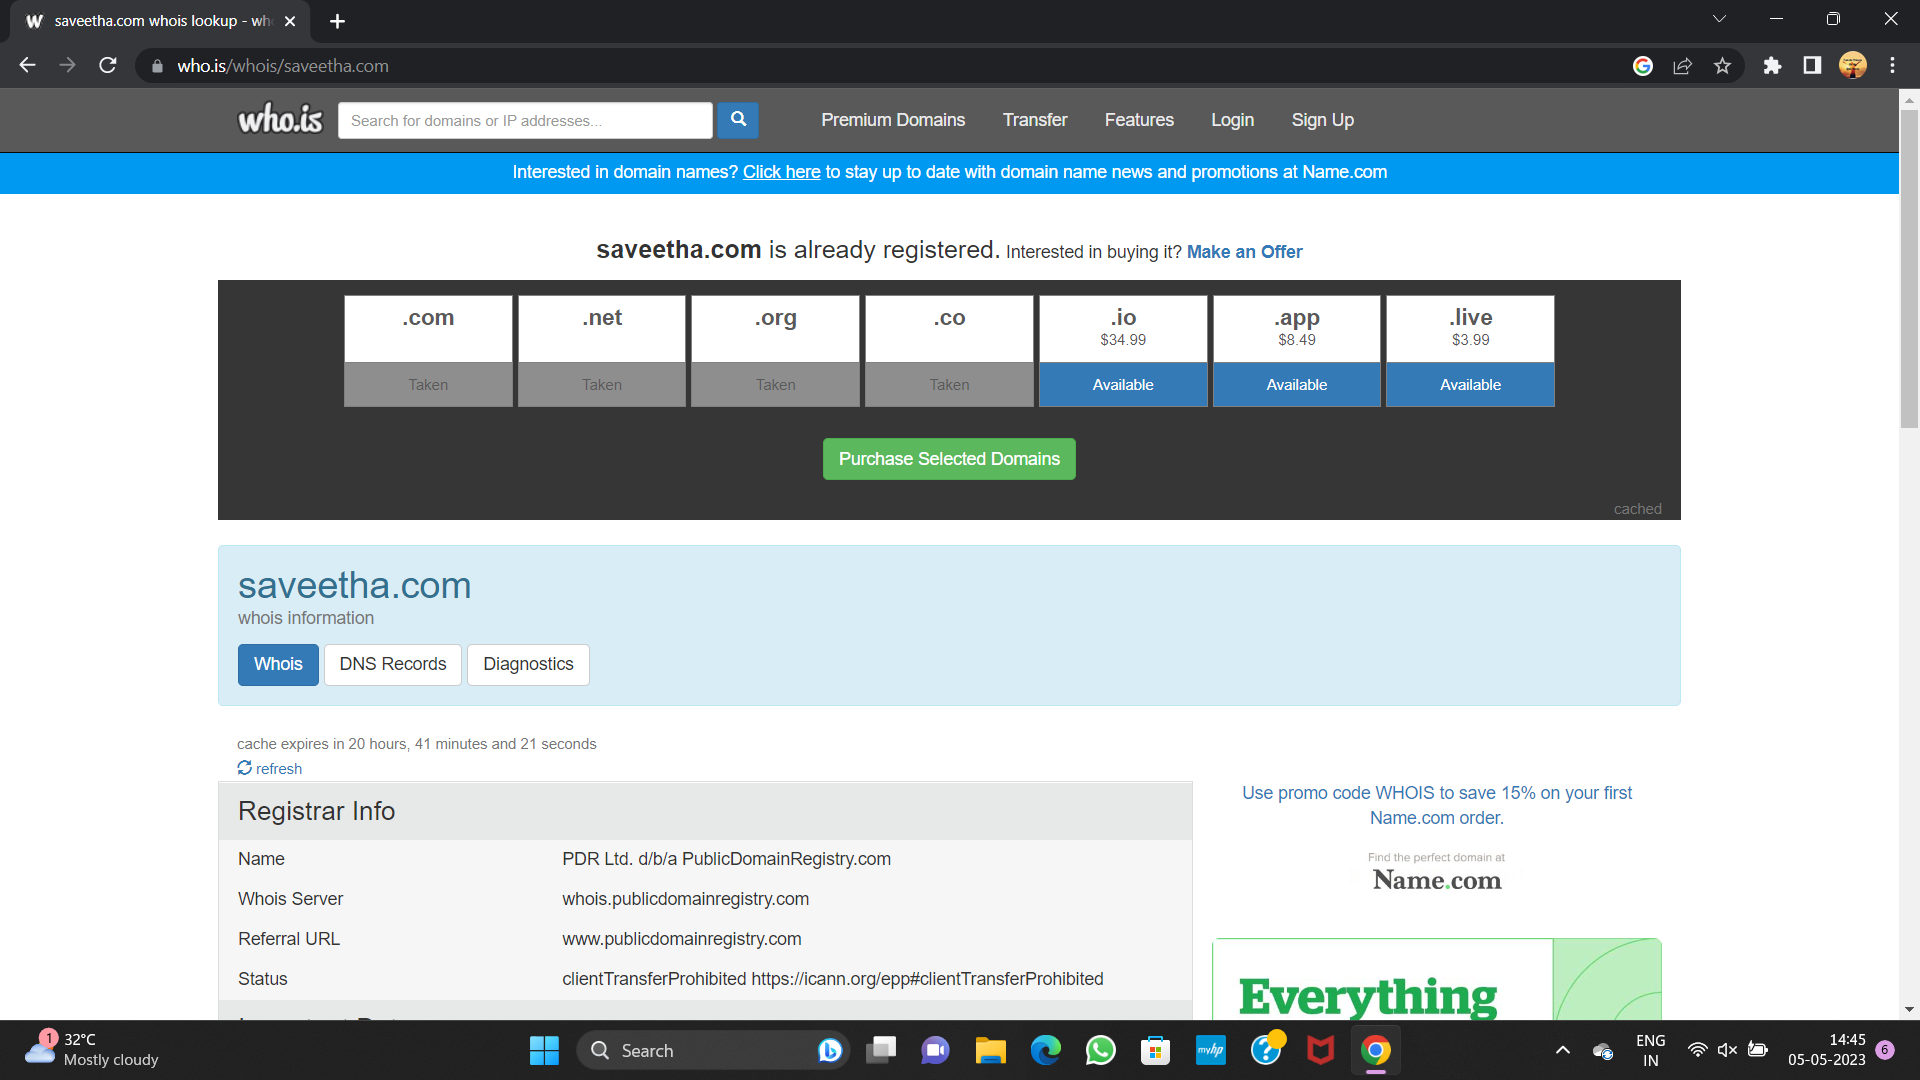 W saveetha.com whois lookup - wh
who.is/whois/saveetha.com
who.is
Search for domains or IP addresses...
Premium Domains
Transfer
Features
Login
Sign Up
Interested in domain names? Click here to stay up to date with domain name news and promotions at Name.com
saveetha.com is already registered. Interested in buying it? Make an Offer
.com .net .org .co .io .app .live
$34.99 $8.49 $3.99
Taken Taken Taken Taken Available Available Available
Purchase Selected Domains
cached
saveetha.com
whois information
Whois
DNS Records
Diagnostics
cache expires in 20 hours, 41 minutes and 21 seconds
refresh
Registrar Info
Name PDR Ltd. d/b/a PublicDomainRegistry.com
Whois Server whois.publicdomainregistry.com
Referral URL www.publicdomainregistry.com
Status clientTransferProhibited https://icann.org/epp#clientTransferProhibited
Use promo code WHOIS to save 15% on your first
Name.com order.
Find the perfect domain at
Name.com
Everything
1
32°C
Mostly cloudy
Search
myhp
ENG
IN
14:45
05-05-2023
6